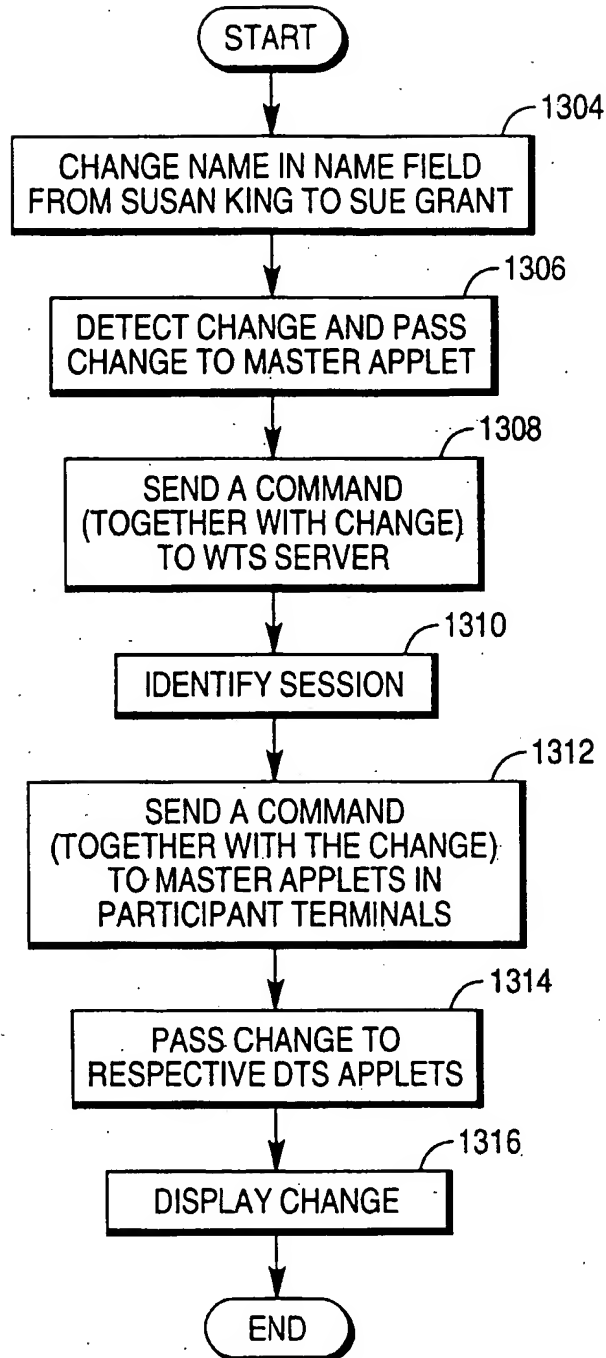 START
1304
CHANGE NAME IN NAME FIELD
FROM SUSAN KING TO SUE GRANT
1306
DETECT CHANGE AND PASS
CHANGE TO MASTER APPLET
1308
SEND A COMMAND
(TOGETHER WITH CHANGE)
TO WTS SERVER
1310
IDENTIFY SESSION
1312
SEND A COMMAND
(TOGETHER WITH THE CHANGE)
TO MASTER APPLETS IN
PARTICIPANT TERMINALS
1314
PASS CHANGE TO
RESPECTIVE DTS APPLETS
1316
DISPLAY CHANGE
END